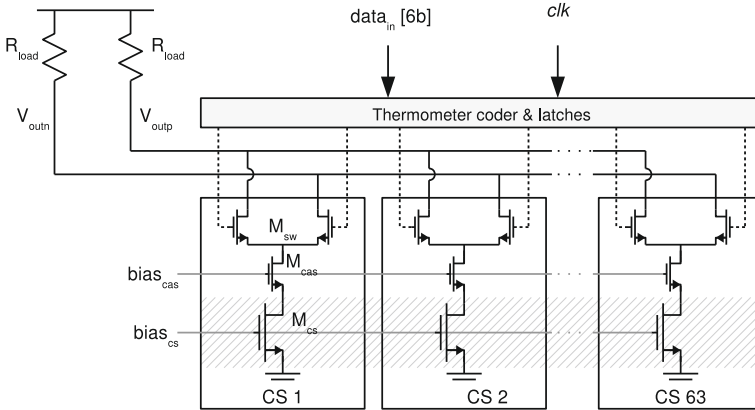 data_in [6b]
clk
R_load
R_load
V_outn
V_outp
Thermometer coder & latches
M_sw
bias_cas
M_cas
bias_cs
M_cs
CS 1
CS 2
CS 63